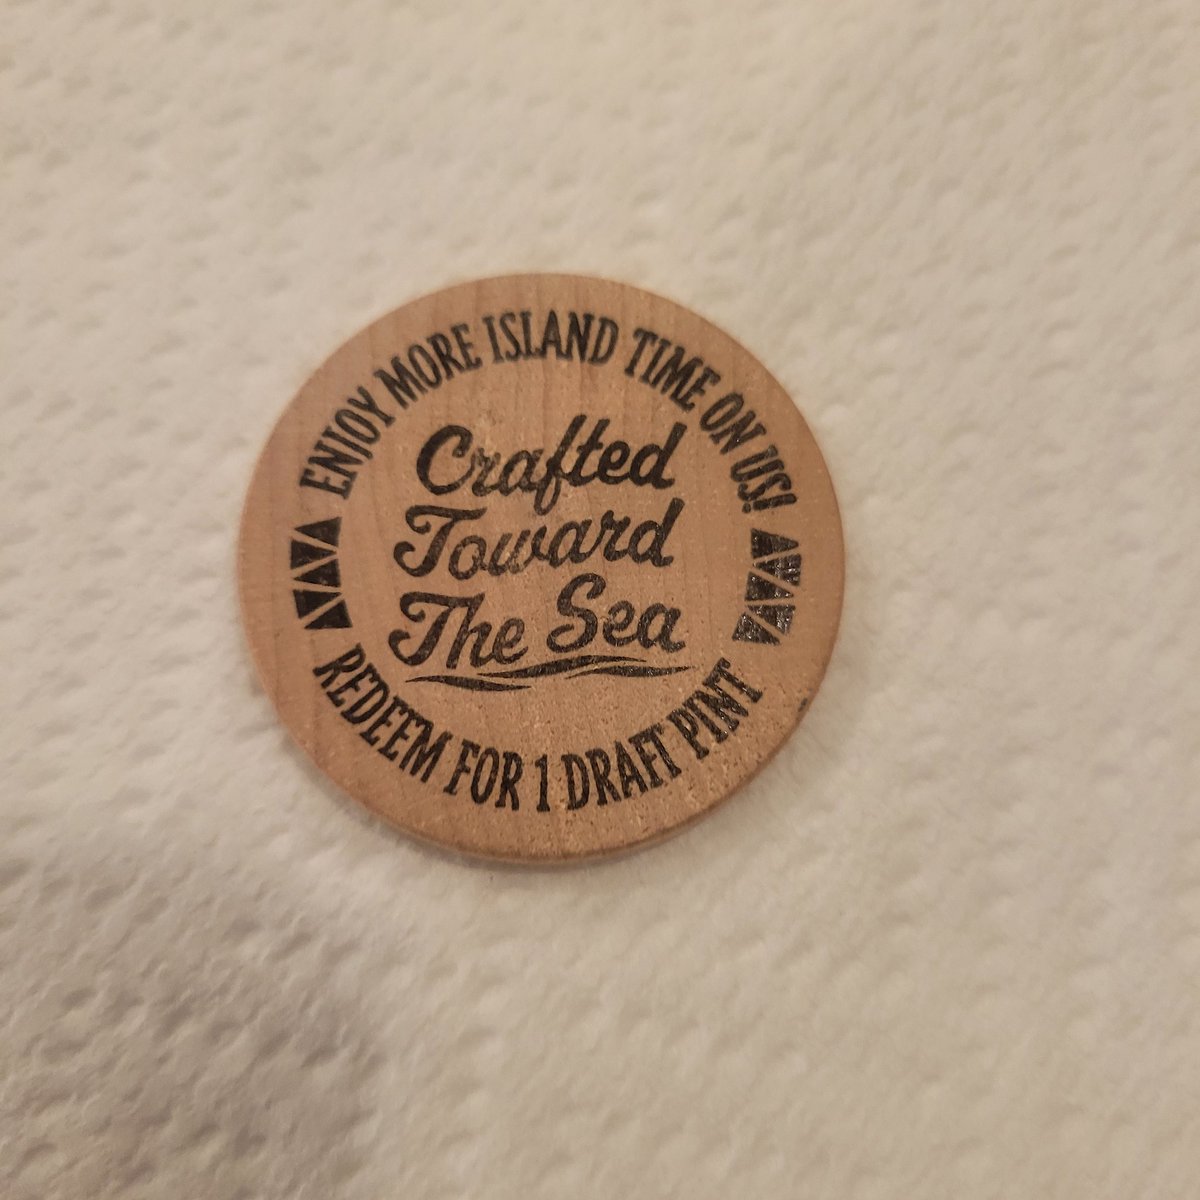 ENJOY MORE ISLAND TIME ON US!
Crafted
Toward
The Sea
REDEEM FOR 1 DRAFT PINT